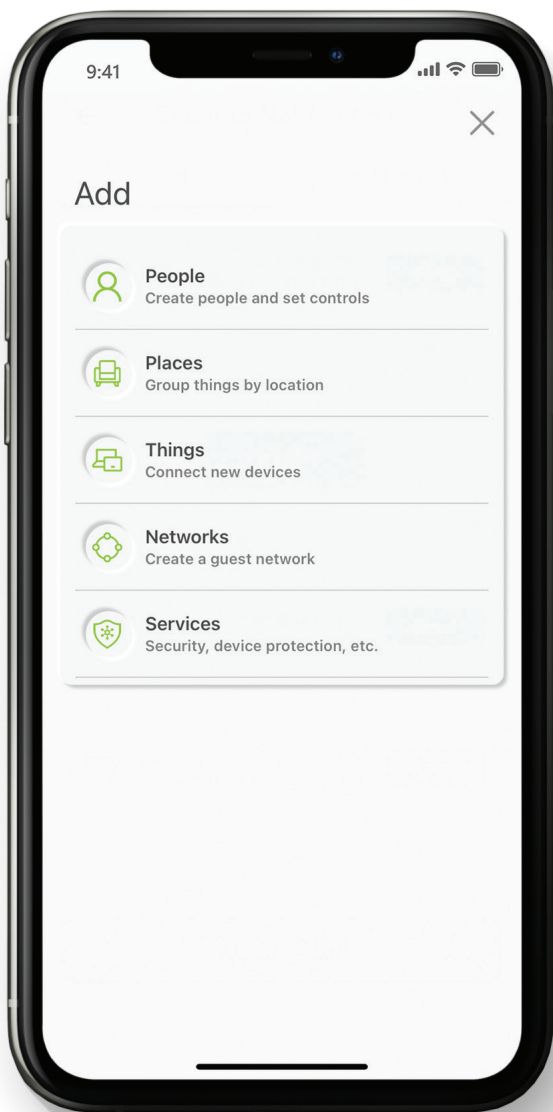 9:41
Add
People
Create people and set controls
Places
Group things by location
Things
Connect new devices
Networks
Create a guest network
Services
Security, device protection, etc.